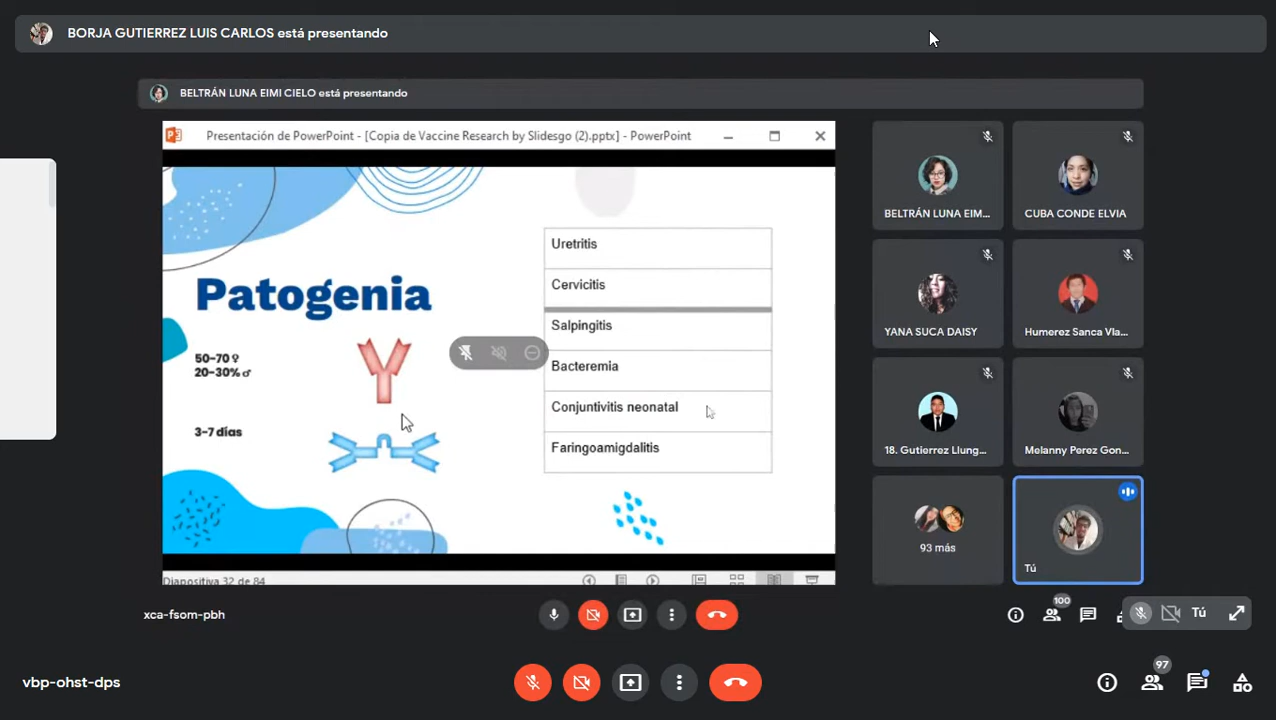 BORJA GUTIERREZ LUIS CARLOS está presentando
BELTRÁN LUNA EIMI CIELO está presentando
Presentación de PowerPoint - [Copia de Vaccine Research by Slidesgo (2).pptx] - PowerPoint
Patogenia
50-70 ♀
20-30% ♂
3-7 días
Uretritis
Cervicitis
Salpingitis
Bacteremia
Conjuntivitis neonatal
Faringoamigdalitis
Diapositiva 32 de 84
BELTRÁN LUNA EIM...
CUBA CONDE ELVIA
YANA SUCA DAISY
Humerez Sanca Vla...
18. Gutierrez Llung...
Melanny Perez Gon...
93 más
Tú
xca-fsom-pbh
100
Tú
vbp-ohst-dps
97